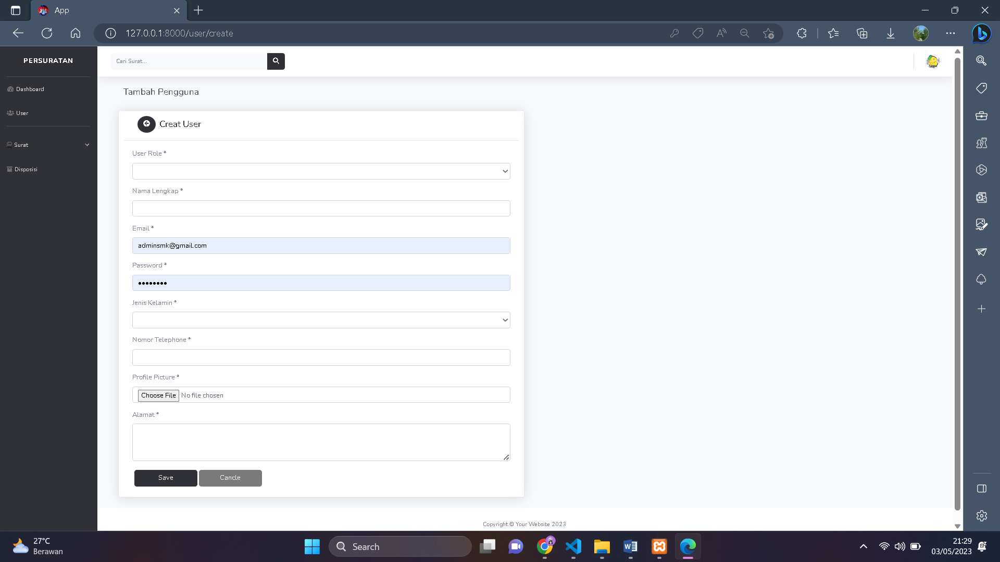 App
127.0.0.1:8000/user/create
PERSURATAN
Cari Surat...
Dashboard
User
Surat
Disposisi
Tambah Pengguna
Creat User
User Role *
Nama Lengkap *
Email *
adminsmk@gmail.com
Password *
••••••••
Jenis Kelamin *
Nomor Telephone *
Profile Picture *
Choose File No file chosen
Alamat *
Save Cancle
Copyright © Your Website 2023
27°C
Berawan
Search
21:29
03/05/2023